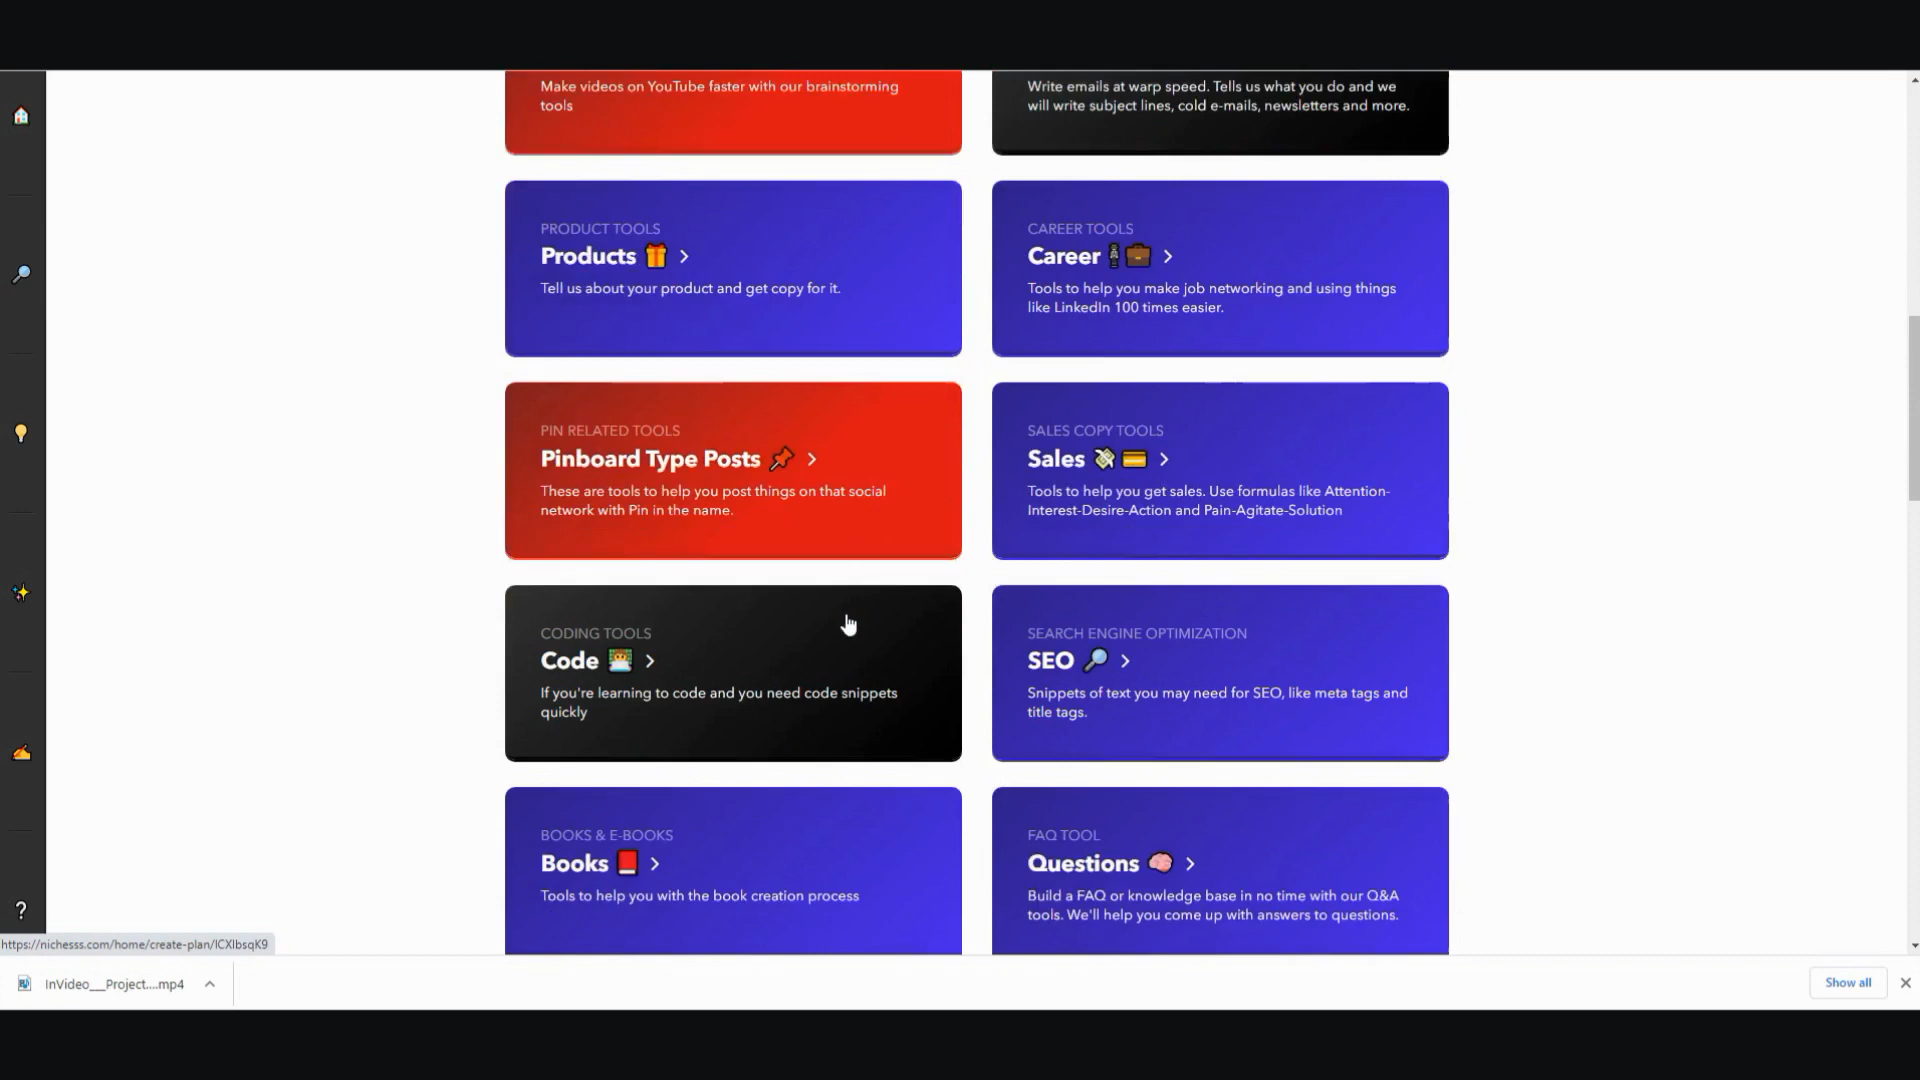 Make videos on YouTube faster with our brainstorming
tools
Write emails at warp speed. Tells us what you do and we
will write subject lines, cold e-mails, newsletters and more.
PRODUCT TOOLS
Products
Tell us about your product and get copy for it.
CAREER TOOLS
Career
Tools to help you make job networking and using things
like LinkedIn 100 times easier.
PIN RELATED TOOLS
Pinboard Type Posts
These are tools to help you post things on that social
network with Pin in the name.
SALES COPY TOOLS
Sales
Tools to help you get sales. Use formulas like Attention-
Interest-Desire-Action and Pain-Agitate-Solution
CODING TOOLS
Code
If you're learning to code and you need code snippets
quickly
SEARCH ENGINE OPTIMIZATION
SEO
Snippets of text you may need for SEO, like meta tags and
title tags.
BOOKS & E-BOOKS
Books
Tools to help you with the book creation process
FAQ TOOL
Questions
Build a FAQ or knowledge base in no time with our Q&A
tools. We'll help you come up with answers to questions.
?
https://nichesss.com/home/create-plan/lCXlbsqK9
InVideo___Project....mp4
Show all